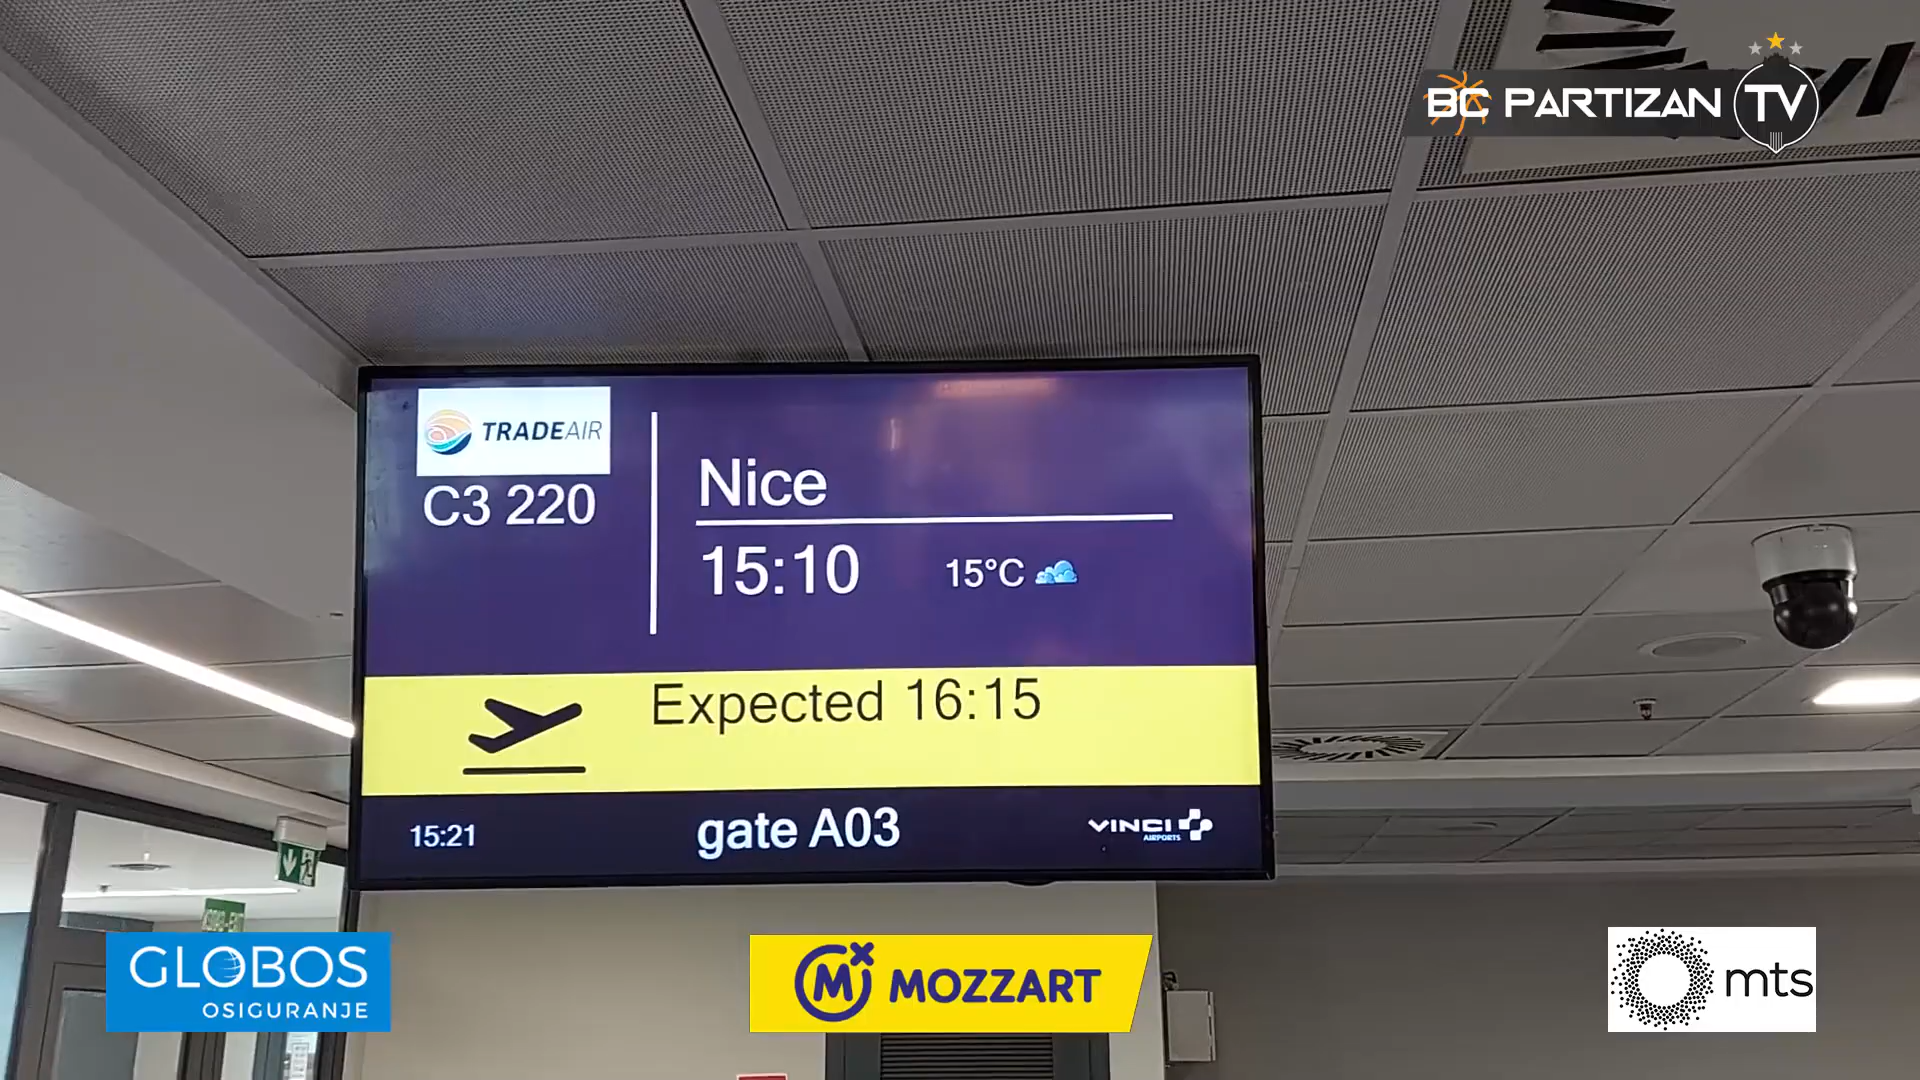 BC PARTIZAN TV
TRADEAIR
C3 220
Nice
15:10
15°C
Expected 16:15
15:21
gate A03
VINCI
AIRPORTS
GLOBOS
OSIGURANJE
MOZZART
mts